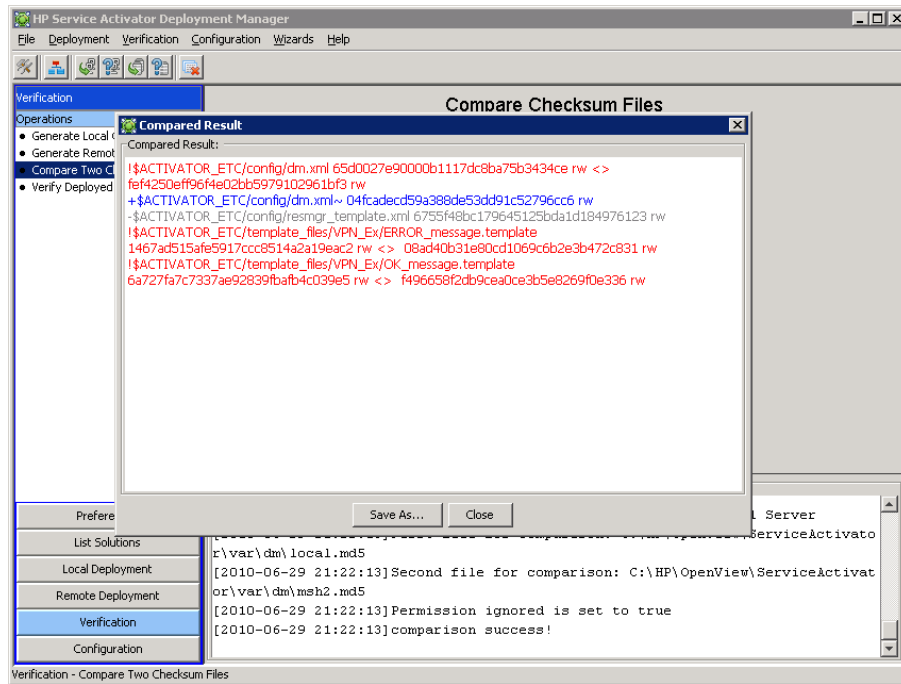 HP Service Activator Deployment Manager
File Deployment Verification Configuration Wizards Help
Verification
Compare Checksum Files
Operations
Generate Local
Generate Remot
Compare Two C
Verify Deployed
Compared Result
Compared Result:
!$ACTIVATOR_ETC/config/dm.xml 65d0027e90000b1117dc8ba75b3434ce rw <>
fef4250eff96f4e02bb5979102961bf3 rw
+$ACTIVATOR_ETC/config/dm.xml~ 04fcadecd59a388de53dd91c52796cc6 rw
-$ACTIVATOR_ETC/config/resmgr_template.xml 6755f48bc179645125bda1d184976123 rw
!$ACTIVATOR_ETC/template_files/VPN_Ex/ERROR_message.template
1467ad515afe5917ccc8514a2a19eac2 rw <> 08ad40b31e80cd1069c6b2e3b472c831 rw
!$ACTIVATOR_ETC/template_files/VPN_Ex/OK_message.template
6a727fa7c7337ae92839fbafb4c039e5 rw <> f496658f2db9cea0ce3b5e8269f0e336 rw
Save As... Close
Prefere
List Solutions
Local Deployment
Remote Deployment
Verification
Configuration
l Server
ServiceActivato
r\var\dm\local.md5
[2010-06-29 21:22:13]Second file for comparison: C:\HP\OpenView\ServiceActivat
or\var\dm\msh2.md5
[2010-06-29 21:22:13]Permission ignored is set to true
[2010-06-29 21:22:13]comparison success!
Verification - Compare Two Checksum Files